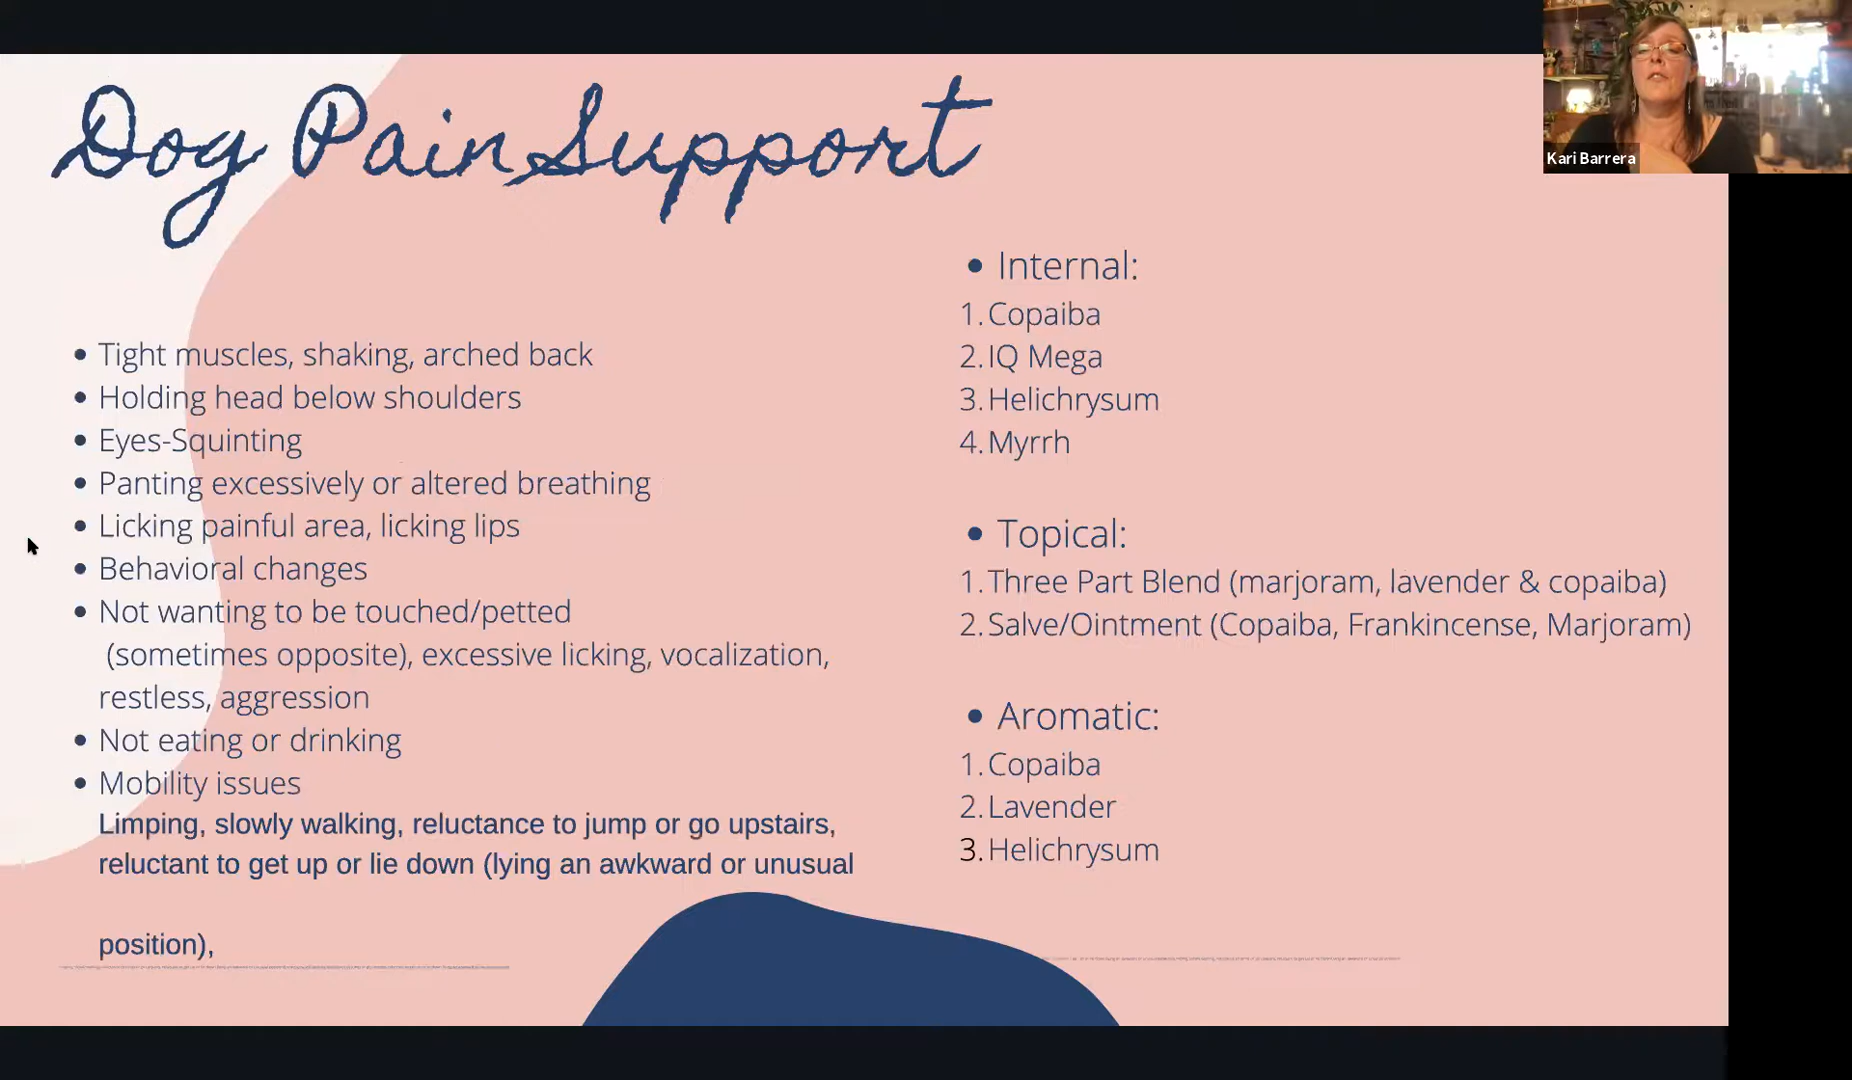 Dog Pain Support
Kari Barrera
Tight muscles, shaking, arched back
Holding head below shoulders
Eyes-Squinting
Panting excessively or altered breathing
Licking painful area, licking lips
Behavioral changes
Not wanting to be touched/petted
(sometimes opposite), excessive licking, vocalization,
restless, aggression
Not eating or drinking
Mobility issues
Limping, slowly walking, reluctance to jump or go upstairs,
reluctant to get up or lie down (lying an awkward or unusual
position),
Internal:
1. Copaiba
2. IQ Mega
3. Helichrysum
4. Myrrh
Topical:
1. Three Part Blend (marjoram, lavender & copaiba)
2. Salve/Ointment (Copaiba, Frankincense, Marjoram)
Aromatic:
1. Copaiba
2. Lavender
3. Helichrysum